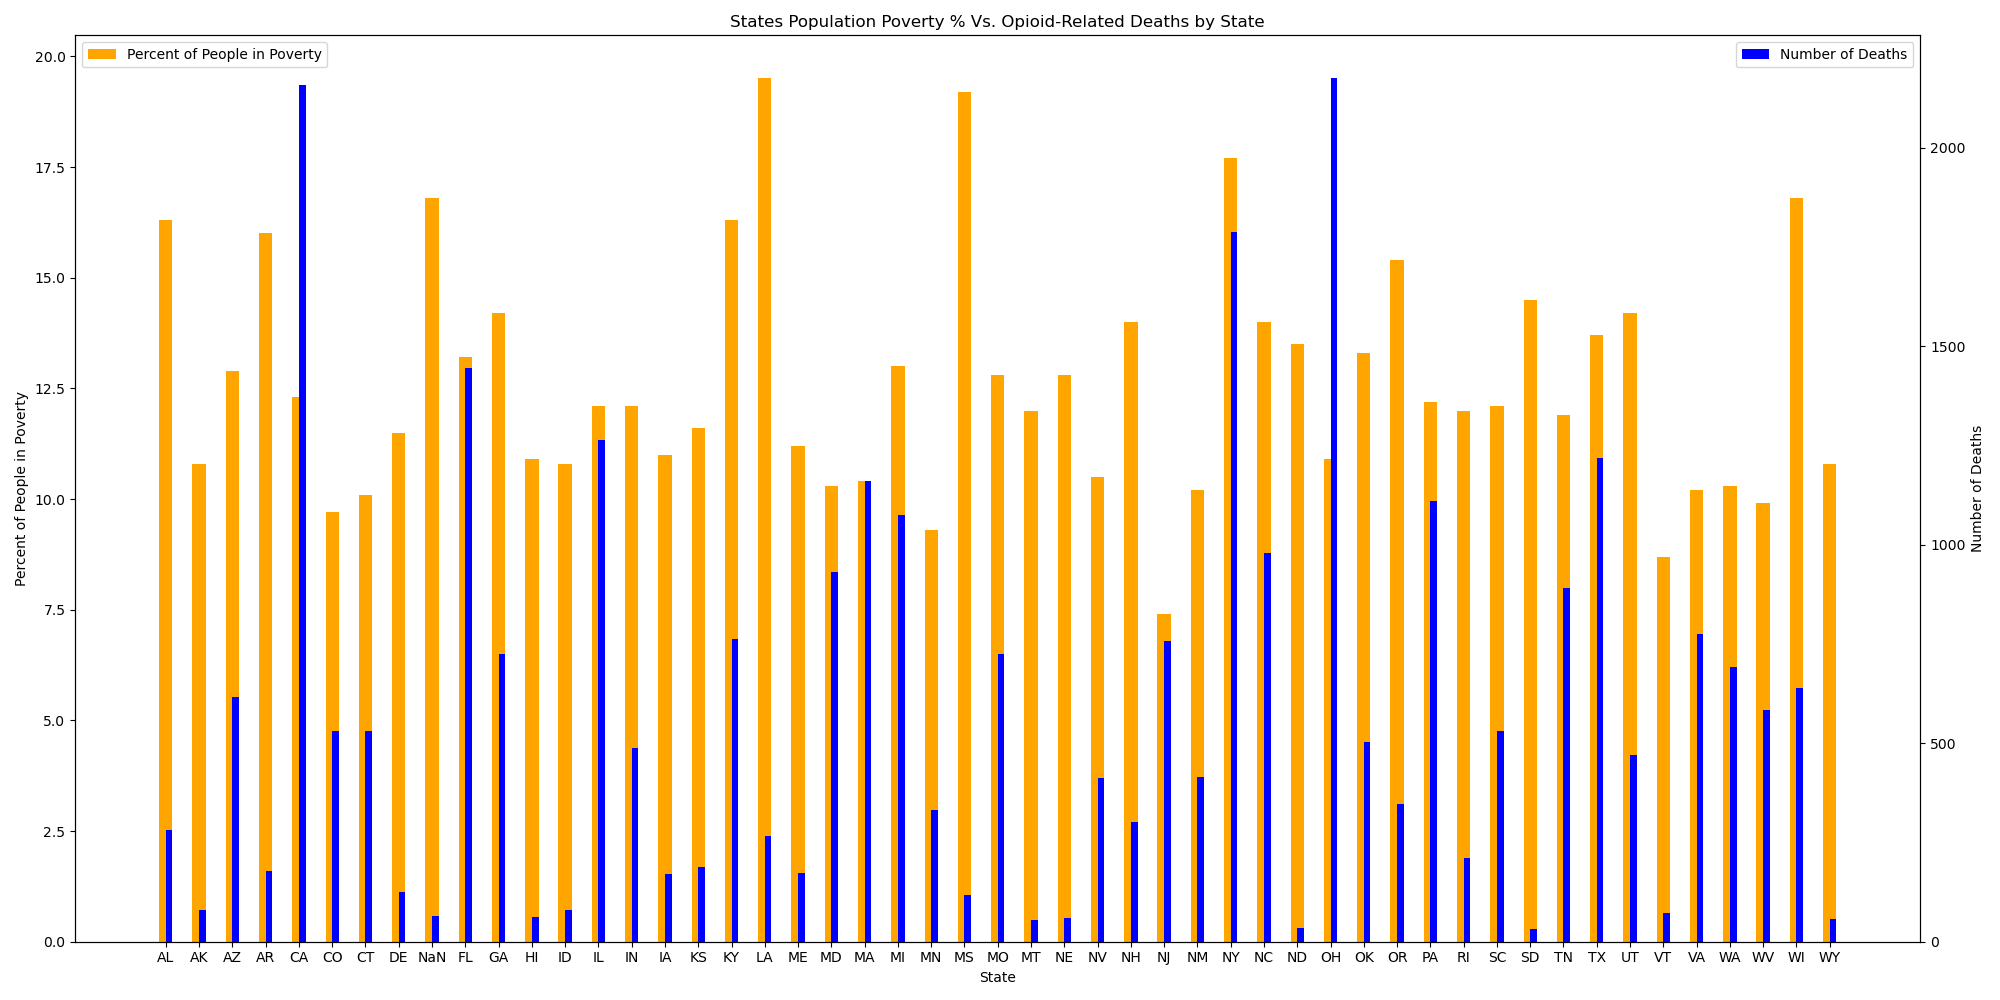 States Population Poverty % Vs. Opioid-Related Deaths by State
Percent of People in Poverty
Number of Deaths
20.0
17.5
15.0
12.5
10.0
7.5
5.0
2.5
0.0
Percent of People in Poverty
2000
1500
1000
500
0
Number of Deaths
AL AK AZ AR CA CO CT DE NaN FL GA HI ID IL IN IA KS KY LA ME MD MA MI MN MS MO MT NE NV NH NJ NM NY NC ND OH OK OR PA RI SC SD TN TX UT VT VA WA WV WI WY
State